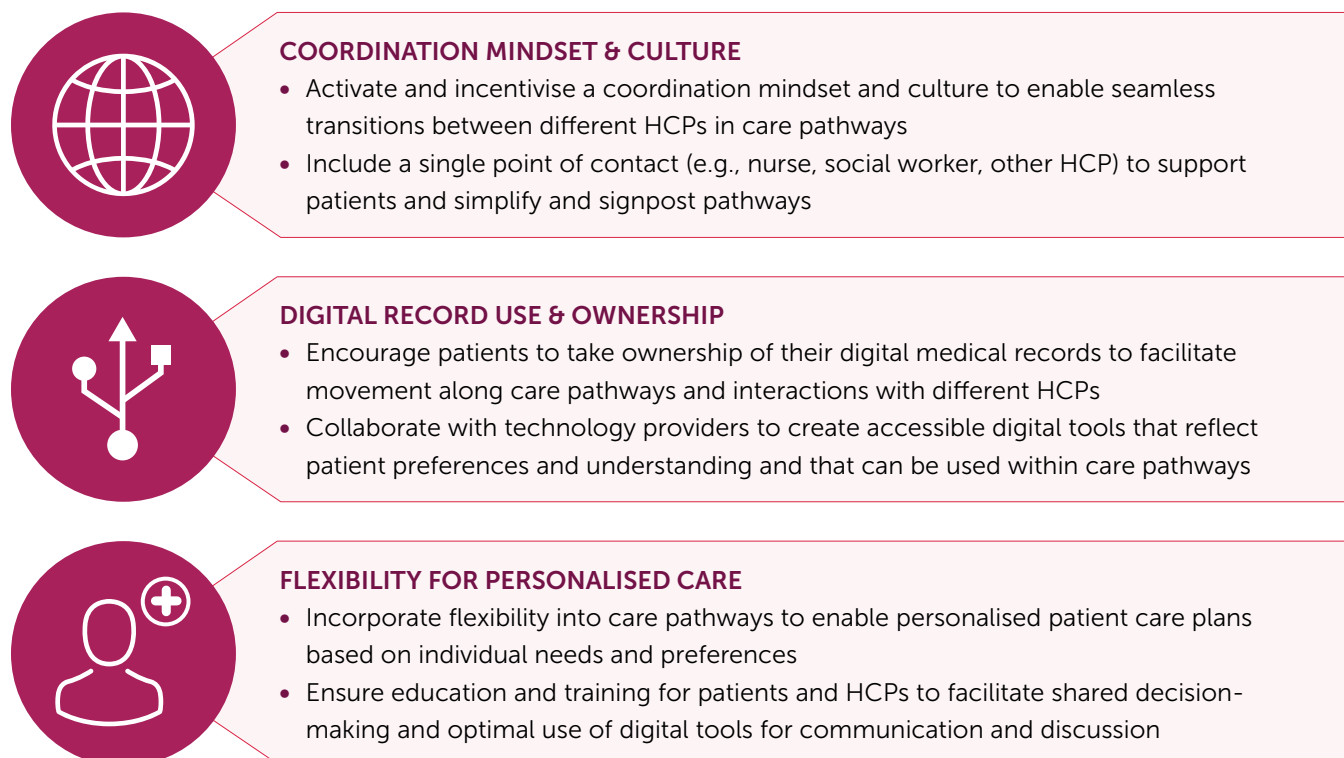 COORDINATION MINDSET & CULTURE
• Activate and incentivise a coordination mindset and culture to enable seamless
transitions between different HCPs in care pathways
• Include a single point of contact (e.g., nurse, social worker, other HCP) to support
patients and simplify and signpost pathways
DIGITAL RECORD USE & OWNERSHIP
• Encourage patients to take ownership of their digital medical records to facilitate
movement along care pathways and interactions with different HCPs
• Collaborate with technology providers to create accessible digital tools that reflect
patient preferences and understanding and that can be used within care pathways
FLEXIBILITY FOR PERSONALISED CARE
• Incorporate flexibility into care pathways to enable personalised patient care plans
based on individual needs and preferences
• Ensure education and training for patients and HCPs to facilitate shared decision-
making and optimal use of digital tools for communication and discussion